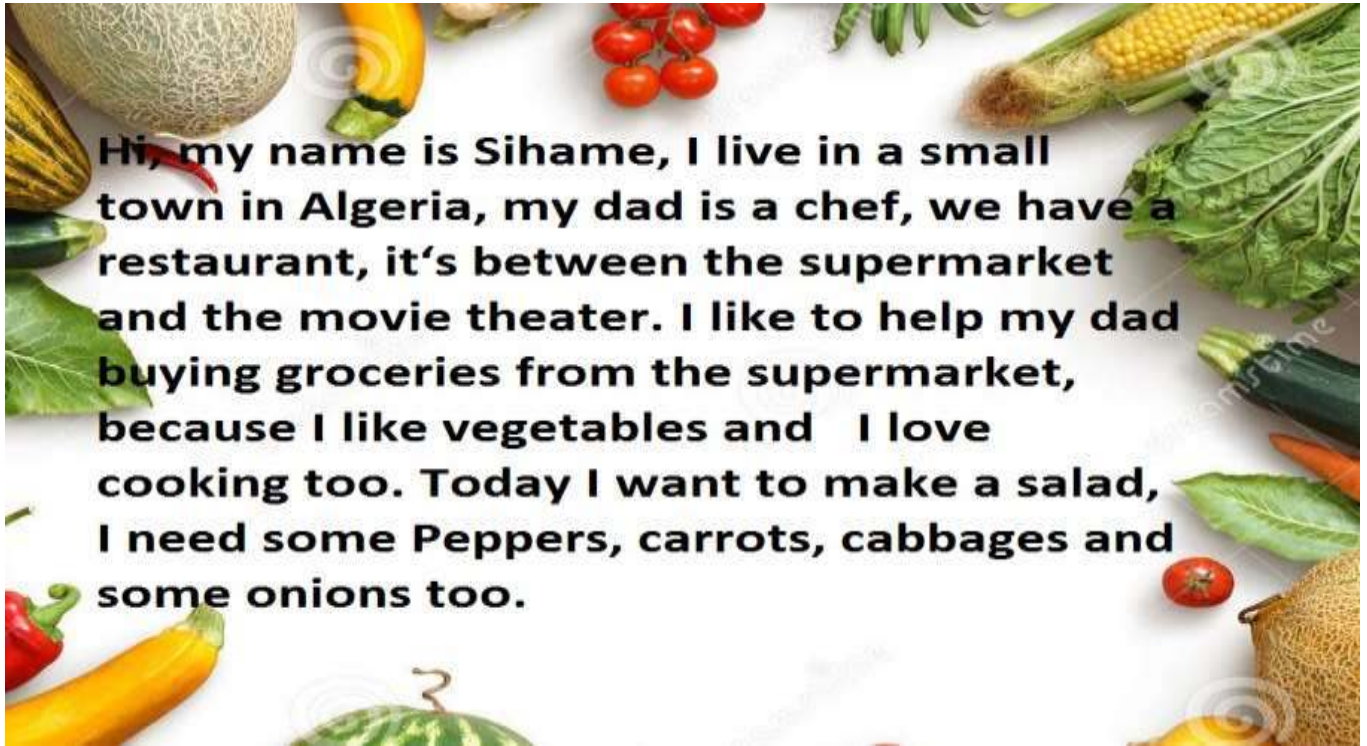 Hi, my name is Sihame, I live in a small
town in Algeria, my dad is a chef, we have a
restaurant, it‘s between the supermarket
and the movie theater. I like to help my dad
buying groceries from the supermarket,
because I like vegetables and   I love
cooking too. Today I want to make a salad,
I need some Peppers, carrots, cabbages and
some onions too.